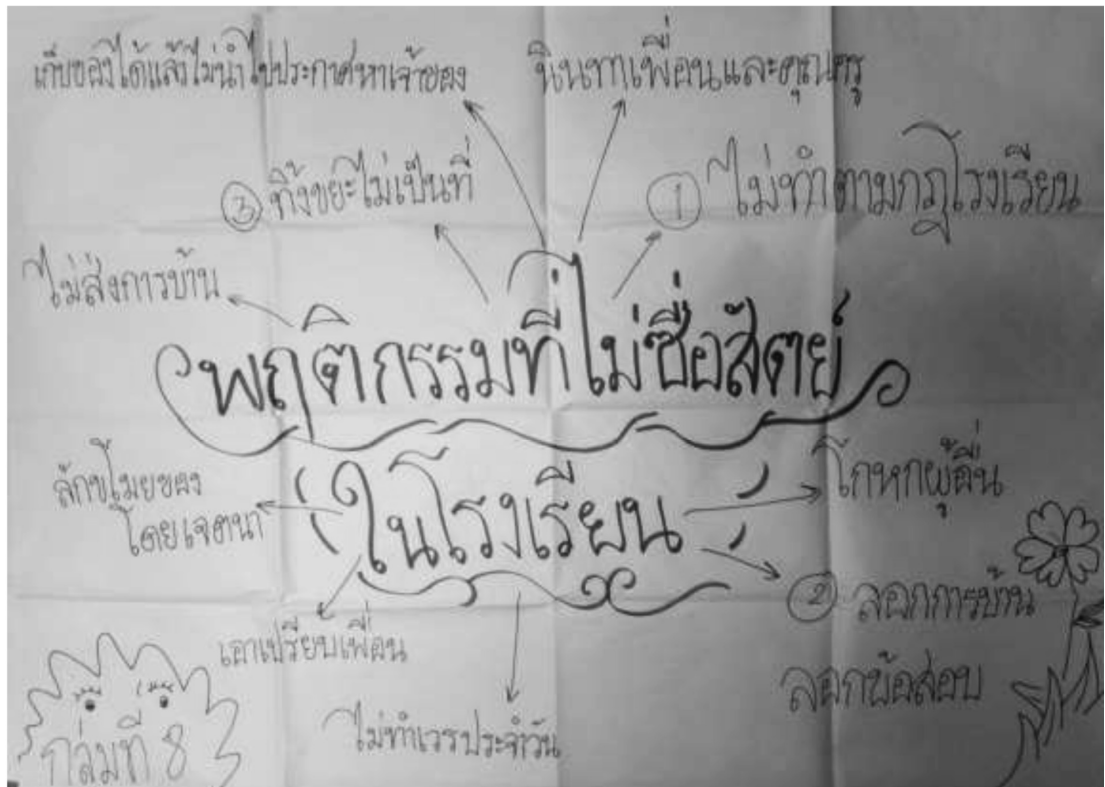 เก็บของได้แล้วไม่นำไปประกาศหาเจ้าของ
นินทาเพื่อนและคุณครู
③ ทิ้งขยะไม่เป็นที่
① ไม่ทำตามกฎโรงเรียน
ไม่ส่งการบ้าน
พฤติกรรมที่ไม่ซื่อสัตย์
ในโรงเรียน
ลักขโมยของ
โดยเจตนา
โกหกผู้อื่น
② ลอกการบ้าน
ลอกข้อสอบ
เอาเปรียบเพื่อน
ไม่ทำเวรประจำวัน
กลุ่มที่ 8